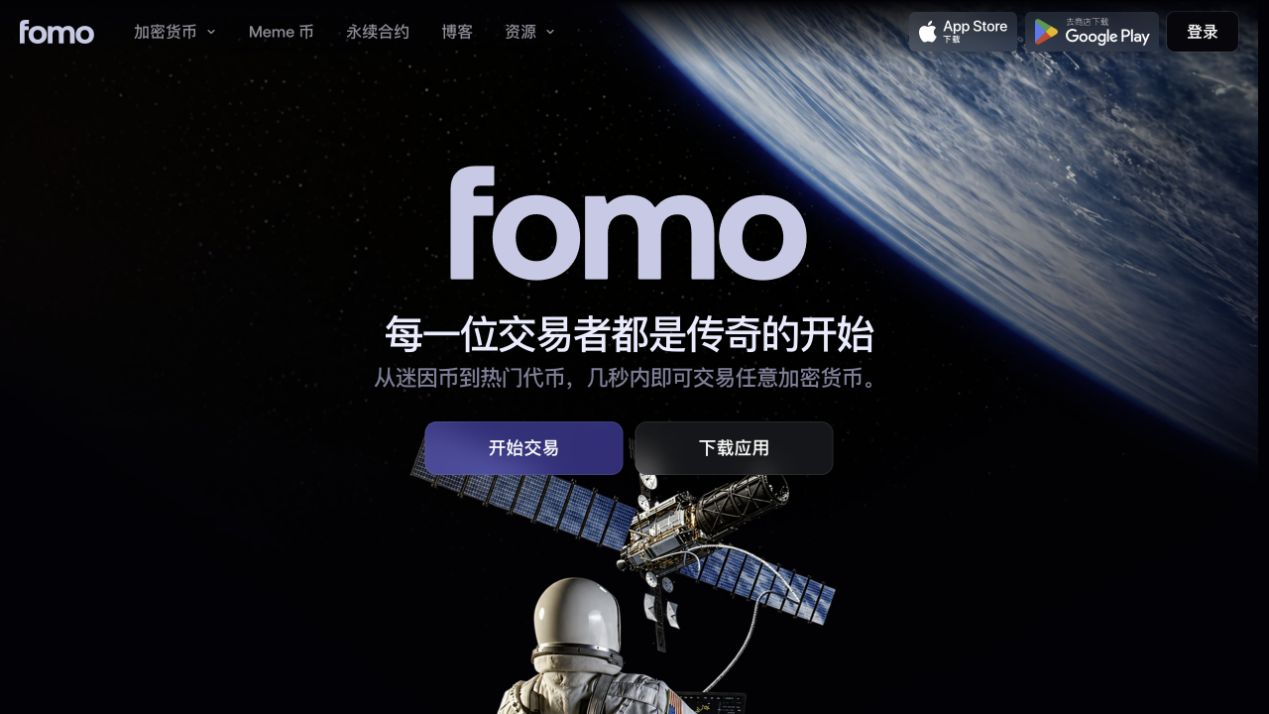 fomo
加密货币
Meme 币
永续合约
博客
资源
App Store
下载
去商店下载
Google Play
登录
fomo
每一位交易者都是传奇的开始
从迷因币到热门代币，几秒内即可交易任意加密货币。
开始交易
下载应用